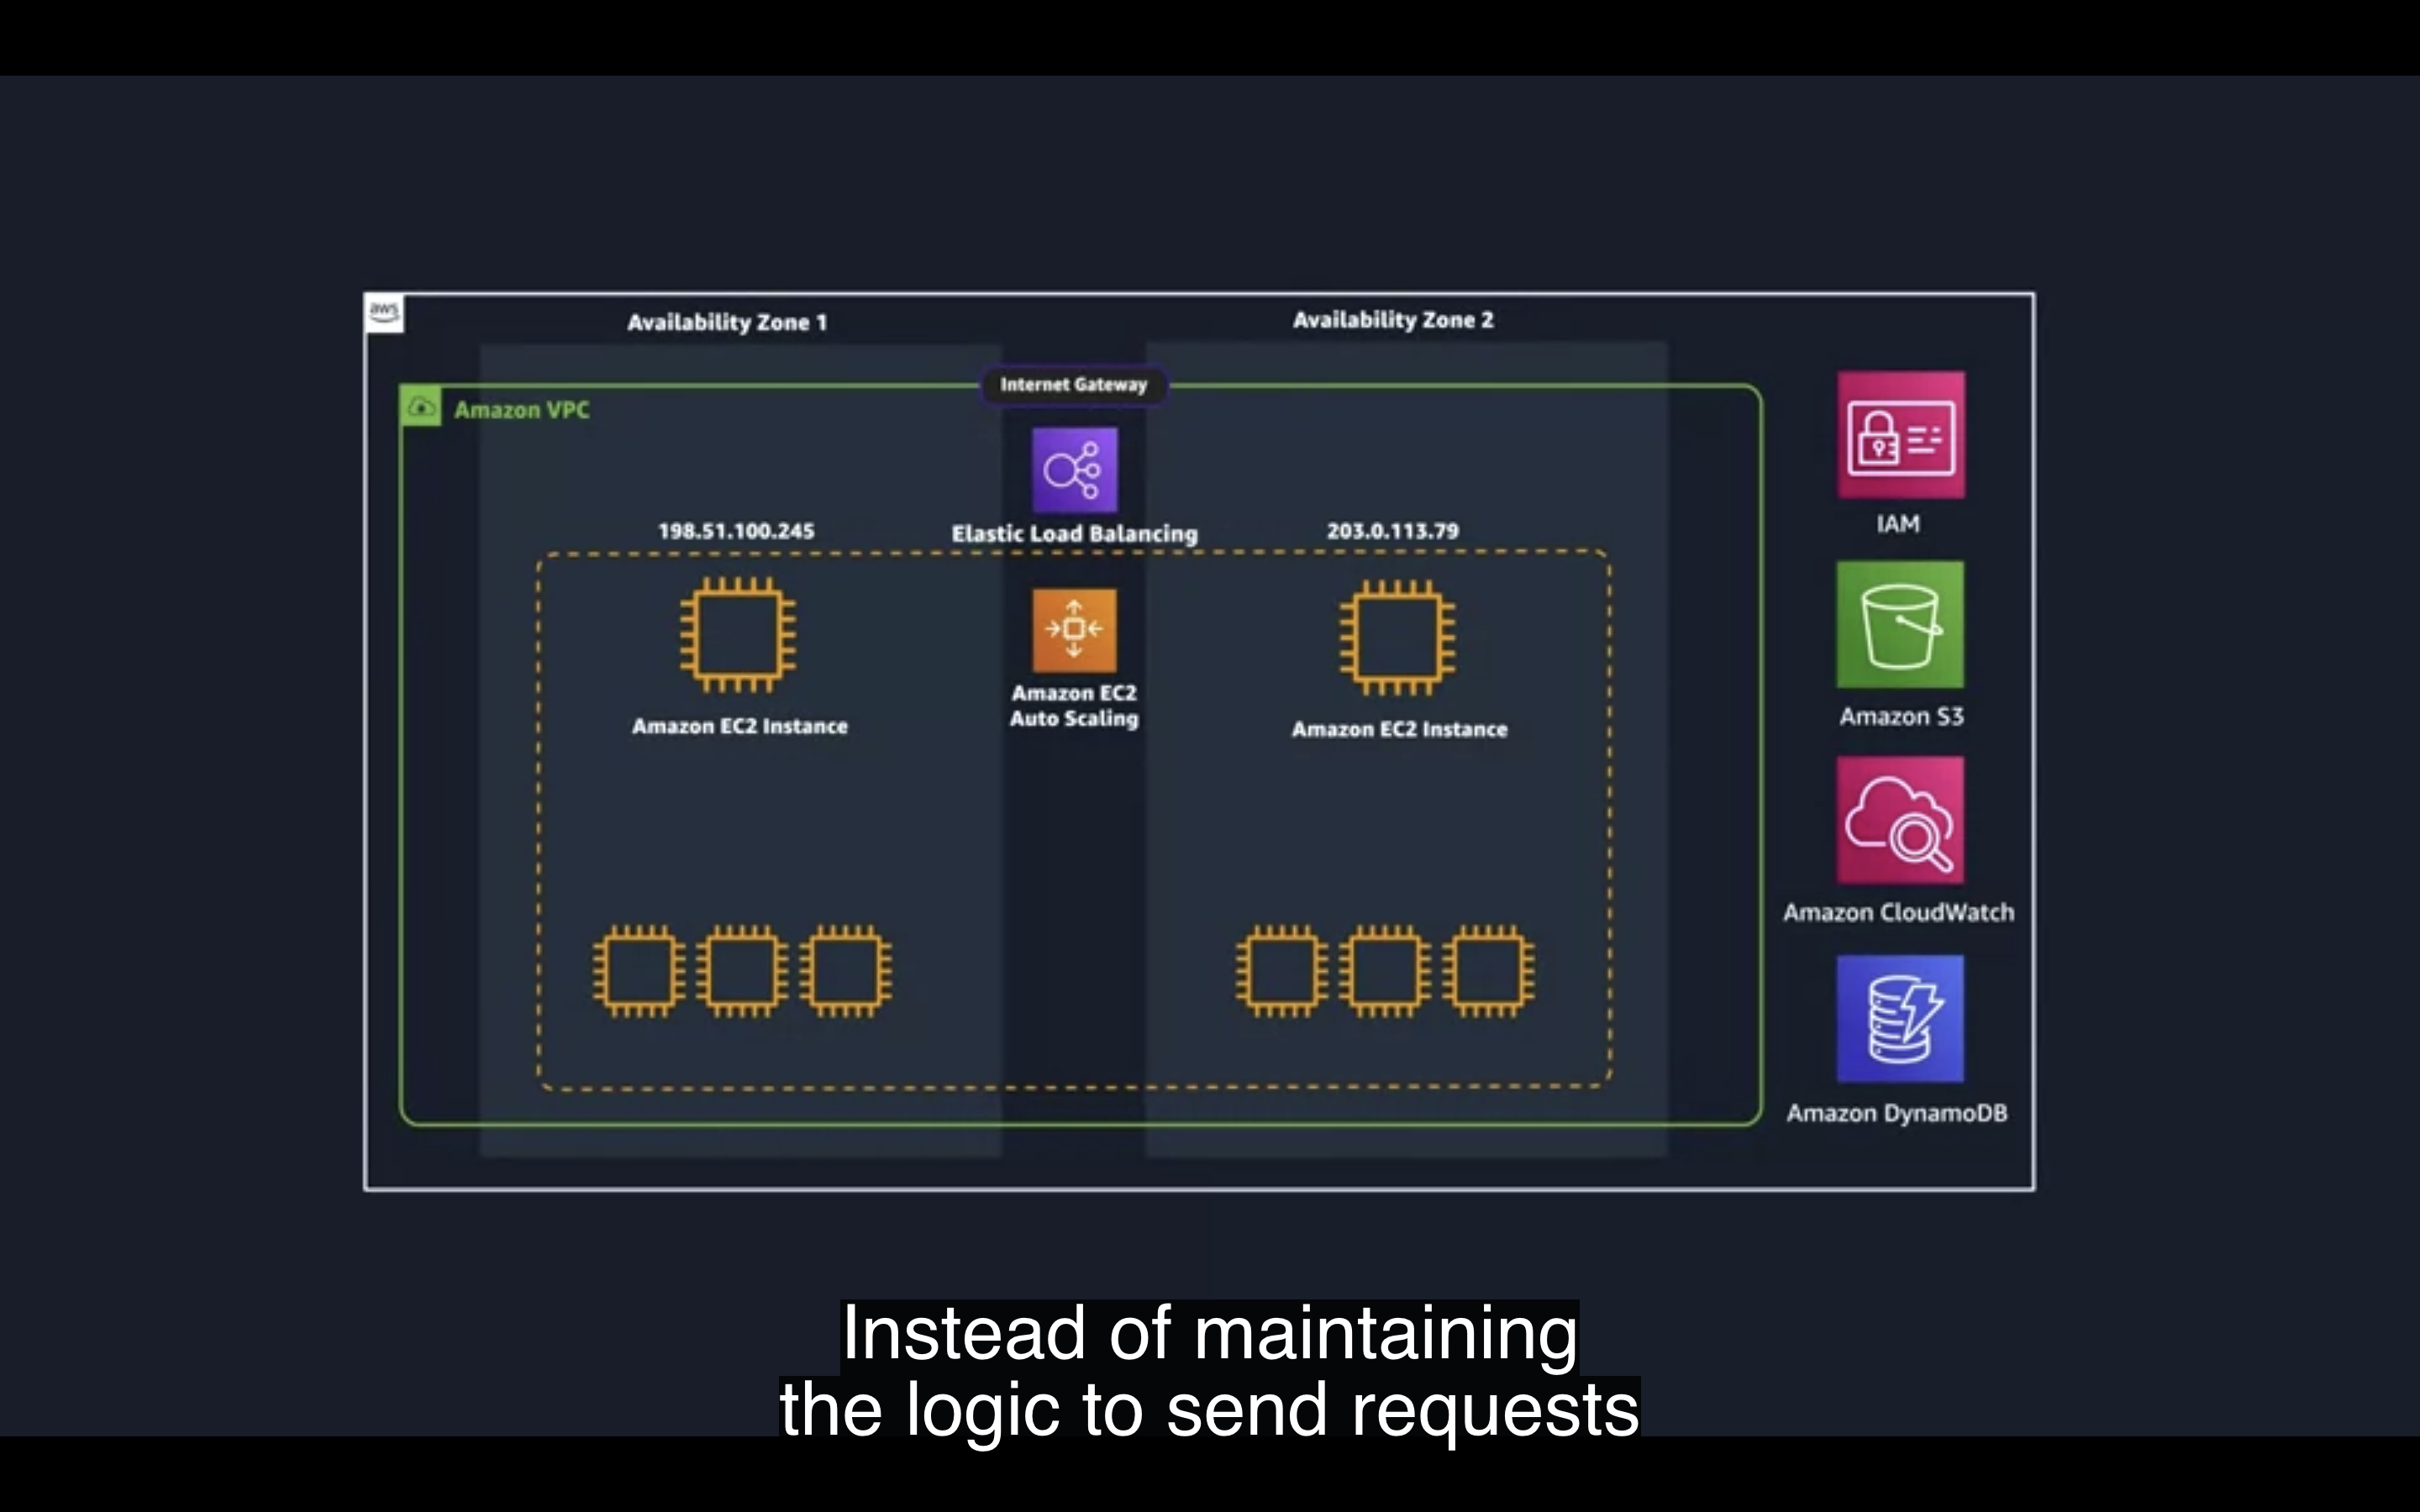 aws
Availability Zone 1
Availability Zone 2
Internet Gateway
Amazon VPC
198.51.100.245
Elastic Load Balancing
203.0.113.79
Amazon EC2 Instance
Amazon EC2
Auto Scaling
Amazon EC2 Instance
IAM
Amazon S3
Amazon CloudWatch
Amazon DynamoDB
Instead of maintaining
the logic to send requests